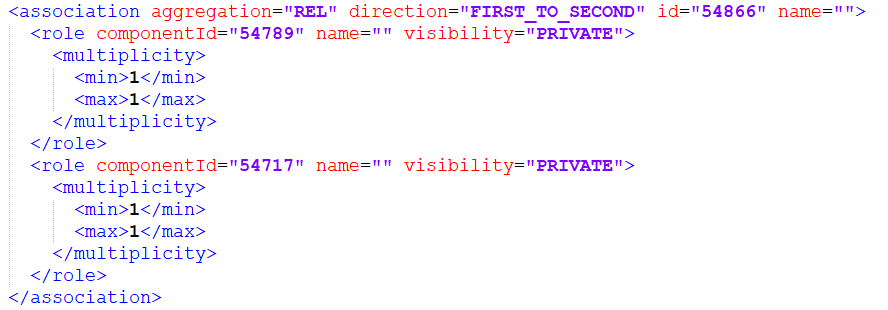 <association aggregation="REL" direction="FIRST_TO_SECOND" id="54866" name="">
<role componentId="54789" name="" visibility="PRIVATE">
<multiplicity>
<min>1</min>
<max>1</max>
</multiplicity>
</role>
<role componentId="54717" name="" visibility="PRIVATE">
<multiplicity>
<min>1</min>
<max>1</max>
</multiplicity>
</role>
</association>